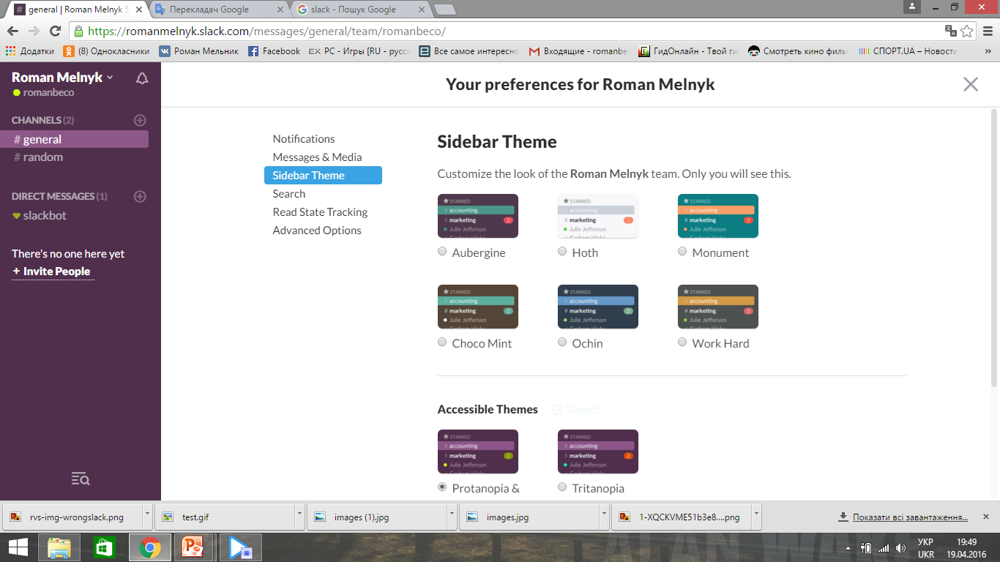 general | Roman Melnyk S
Перекладач Google
slack - Пошук Google
https://romanmelnyk.slack.com/messages/general/team/romanbeco/
Додатки
(8) Однокласники
Роман Мельник
Facebook
EX PC - Игры [RU - русс
Все самое интересно
Входящие - romanbe
ГидОнлайн - Твой ги
Смотреть кино филь
СПОРТ.UA – Новости
»
Roman Melnyk
romanbeco
CHANNELS (2)
# general
# random
DIRECT MESSAGES (1)
slackbot
There's no one here yet
+ Invite People
Your preferences for Roman Melnyk
Notifications
Messages & Media
Sidebar Theme
Search
Read State Tracking
Advanced Options
Sidebar Theme
Customize the look of the Roman Melnyk team. Only you will see this.
STARRED
# accounting
# marketing 2
Julie Jefferson
Aubergine
STARRED
# accounting
# marketing 2
Julie Jefferson
Hoth
STARRED
# accounting
# marketing 2
Julie Jefferson
Monument
STARRED
# accounting
# marketing 2
Julie Jefferson
Choco Mint
STARRED
# accounting
# marketing 2
Julie Jefferson
Ochin
STARRED
# accounting
# marketing 2
Julie Jefferson
Work Hard
Accessible Themes
Saved!
STARRED
# accounting
# marketing 2
Julie Jefferson
Protanopia &
STARRED
# accounting
# marketing 2
Julie Jefferson
Tritanopia
rvs-img-wrongslack.png
test.gif
images (1).jpg
images.jpg
1-XQCKVME51b3e8....png
Показати всі завантаження...
УКР
UKR
19:49
19.04.2016